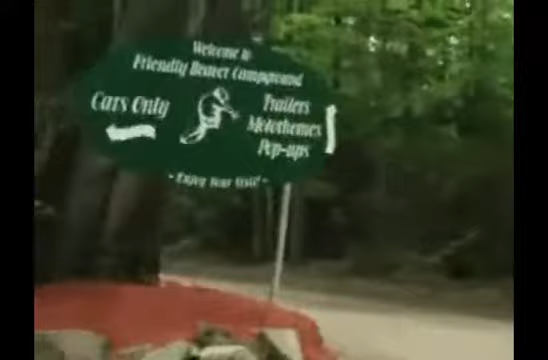 Welcome to
Friendly Beaver Campground
Cars Only
Trailers
Motorhomes
Pop-ups
~ Enjoy Your Visit! ~